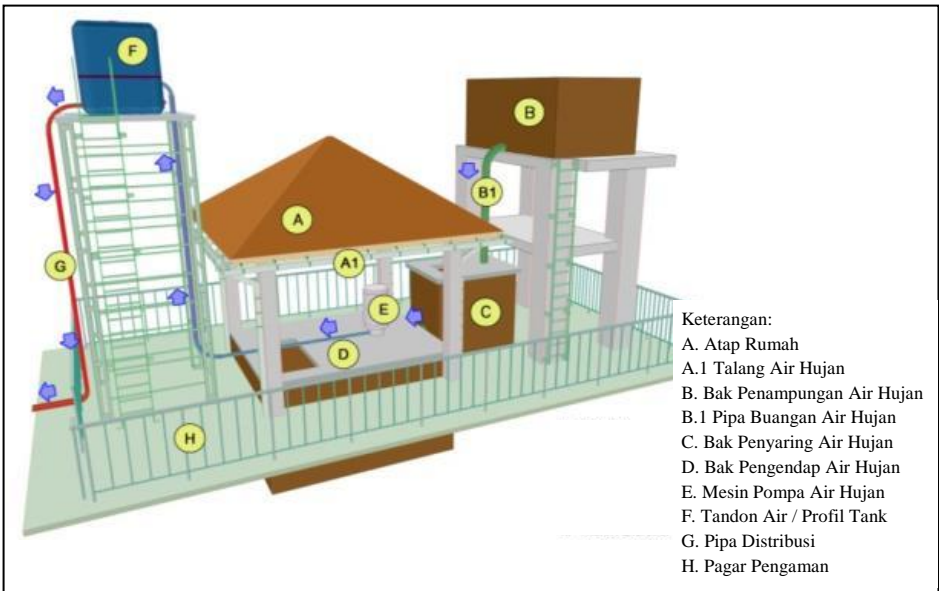 F
B
B1
A
A1
G
E
C
D
H
Keterangan:
A. Atap Rumah
A.1 Talang Air Hujan
B. Bak Penampungan Air Hujan
B.1 Pipa Buangan Air Hujan
C. Bak Penyaring Air Hujan
D. Bak Pengendap Air Hujan
E. Mesin Pompa Air Hujan
F. Tandon Air / Profil Tank
G. Pipa Distribusi
H. Pagar Pengaman